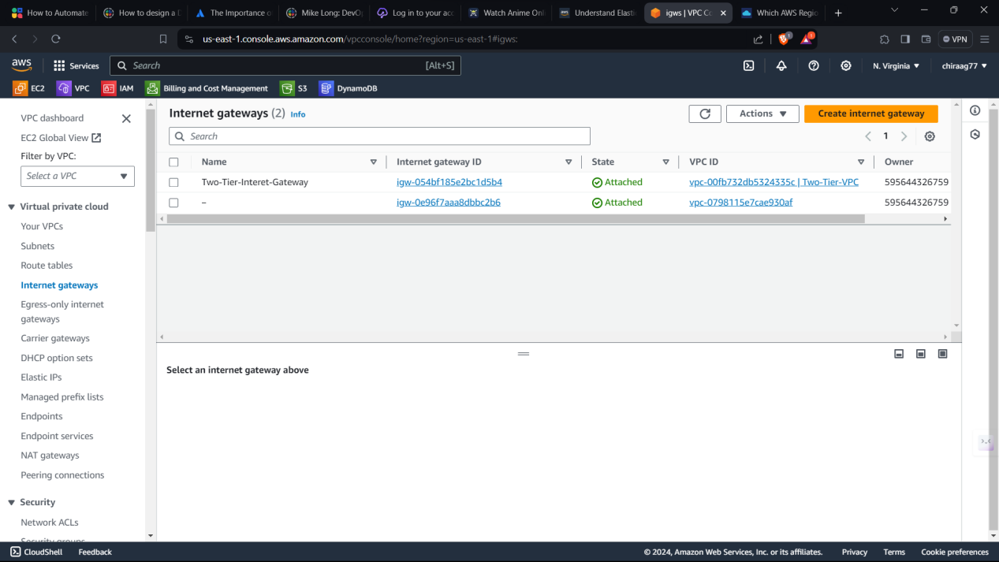 How to Automate
How to design a D
The Importance o
Mike Long: DevO
Log in to your acc
Watch Anime Onl
Understand Elasti
igws | VPC Co
Which AWS Regio
us-east-1.console.aws.amazon.com/vpcconsole/home?region=us-east-1#igws:
1
1
VPN
aws
Services
Search
[Alt+S]
N. Virginia
chiraag77
EC2
VPC
IAM
Billing and Cost Management
S3
DynamoDB
VPC dashboard
EC2 Global View
Filter by VPC:
Select a VPC
Virtual private cloud
Your VPCs
Subnets
Route tables
Internet gateways
Egress-only internet
gateways
Carrier gateways
DHCP option sets
Elastic IPs
Managed prefix lists
Endpoints
Endpoint services
NAT gateways
Peering connections
Security
Network ACLs
Security groups
Internet gateways (2) Info
Actions
Create internet gateway
Search
1
Name
Internet gateway ID
State
VPC ID
Owner
Two-Tier-Interet-Gateway
igw-054bf185e2bc1d5b4
Attached
vpc-00fb732db5324335c | Two-Tier-VPC
595644326759
–
igw-0e96f7aaa8dbbc2b6
Attached
vpc-0798115e7cae930af
595644326759
Select an internet gateway above
CloudShell
Feedback
© 2024, Amazon Web Services, Inc. or its affiliates.
Privacy
Terms
Cookie preferences